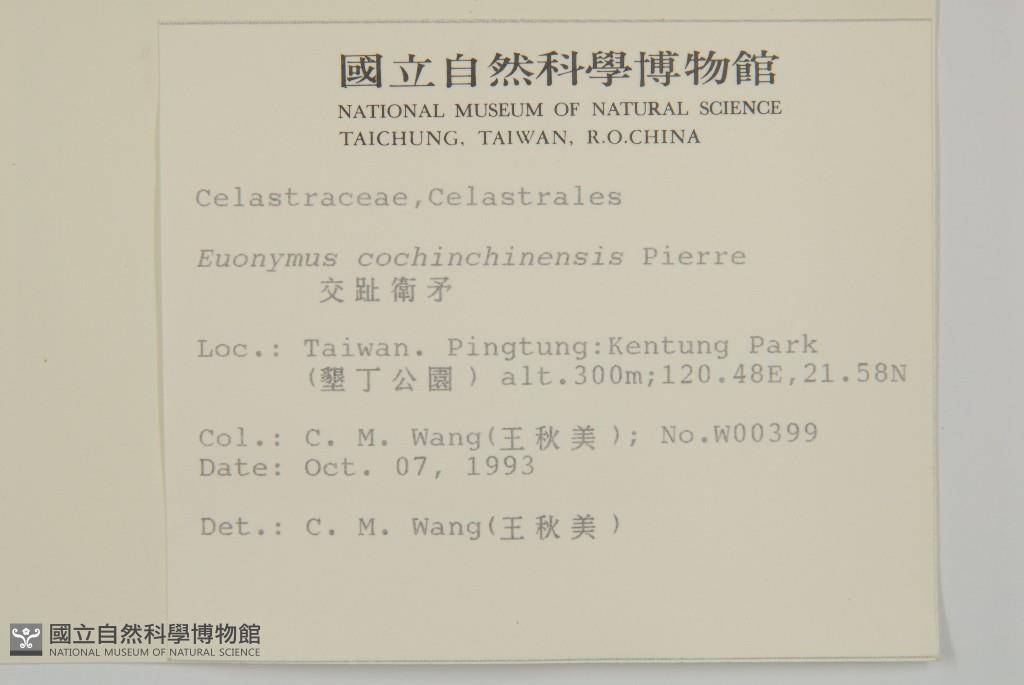 國立自然科學博物館
NATIONAL MUSEUM OF NATURAL SCIENCE
TAICHUNG, TAIWAN, R.O.CHINA
Celastraceae,Celastrales
Euonymus cochinchinensis Pierre
交趾衛矛
Loc.: Taiwan. Pingtung:Kentung Park
(墾丁公園) alt.300m;120.48E,21.58N
Col.: C. M. Wang(王秋美); No.W00399
Date: Oct. 07, 1993
Det.: C. M. Wang(王秋美)
國立自然科學博物館
NATIONAL MUSEUM OF NATURAL SCIENCE